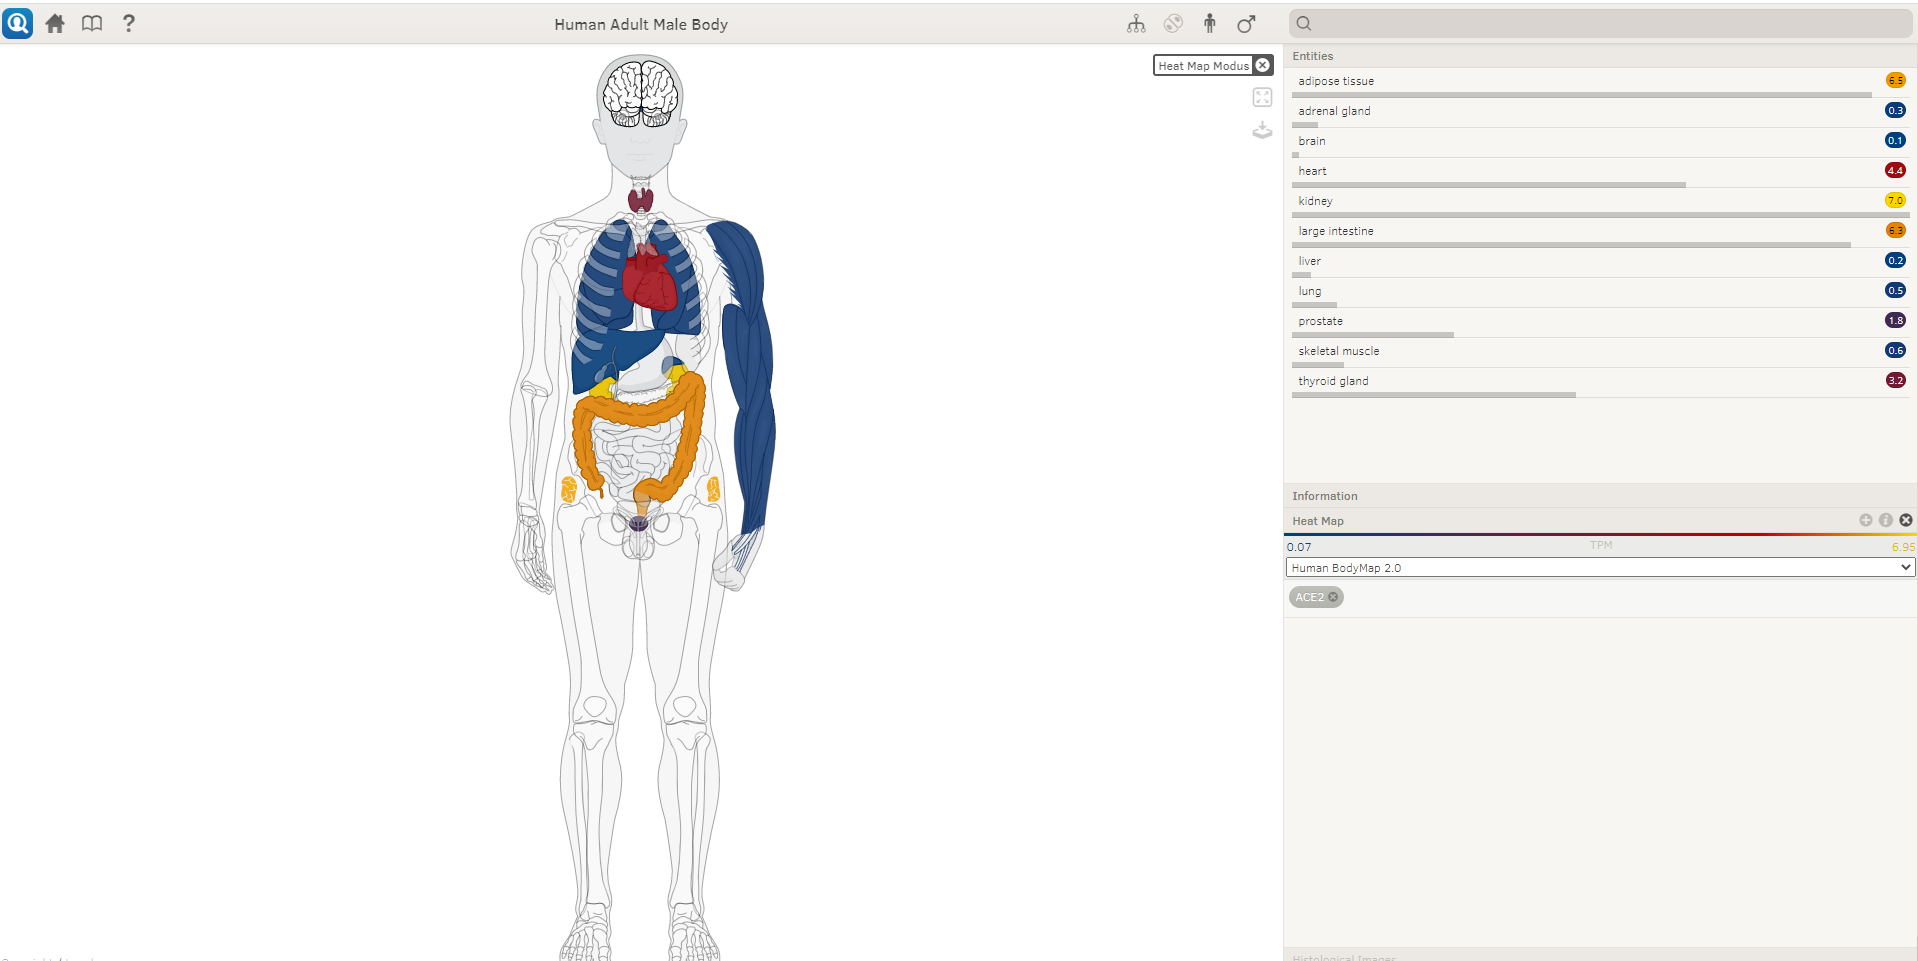 ?
Human Adult Male Body
Heat Map Modus
Entities
adipose tissue 6.5
adrenal gland 0.3
brain 0.1
heart 4.4
kidney 7.0
large intestine 6.3
liver 0.2
lung 0.5
prostate 1.8
skeletal muscle 0.6
thyroid gland 3.2
Information
Heat Map
0.07 TPM 6.95
Human BodyMap 2.0
ACE2
Histological Images